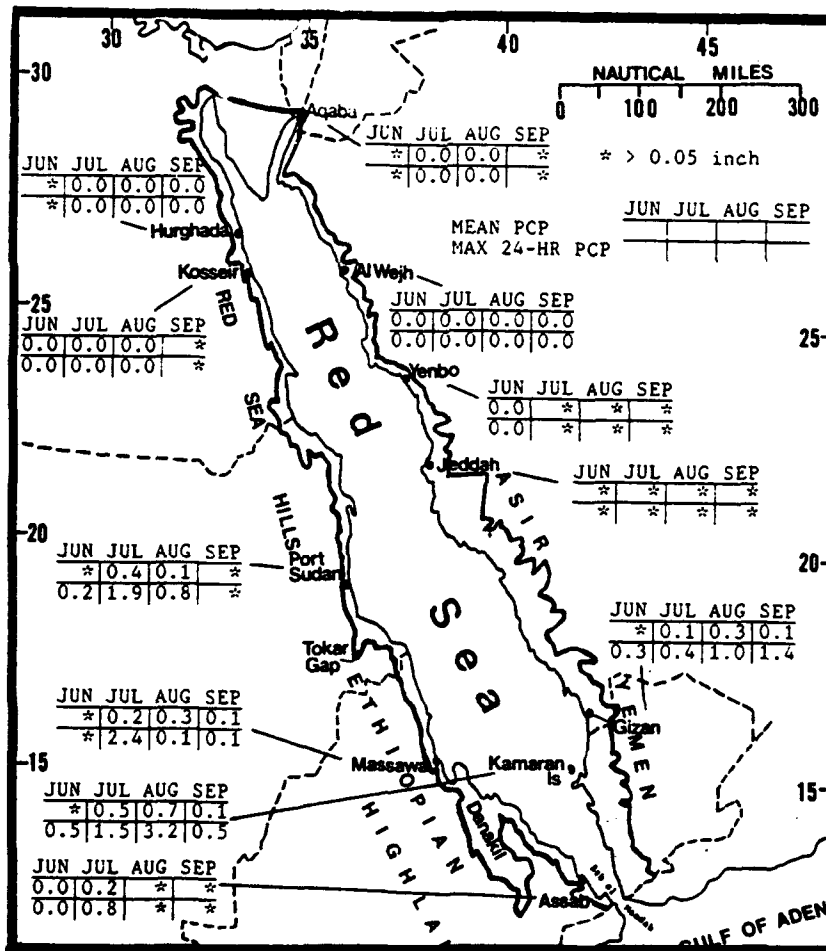 30 35 40 45
30
NAUTICAL MILES
0 100 200 300
* > 0.05 inch
JUN JUL AUG SEP
MEAN PCP
MAX 24-HR PCP
Aqaba
JUN JUL AUG SEP
* 0.0 0.0 *
* 0.0 0.0 *
JUN JUL AUG SEP
* 0.0 0.0 0.0
* 0.0 0.0 0.0
Hurghada
Kosseir
JUN JUL AUG SEP
0.0 0.0 0.0 *
0.0 0.0 0.0 *
Al Wejh
JUN JUL AUG SEP
0.0 0.0 0.0 0.0
0.0 0.0 0.0 0.0
25
25
RED SEA HILLS
Red Sea
Yenbo
JUN JUL AUG SEP
0.0 * * *
0.0 * * *
Jeddah
JUN JUL AUG SEP
* * * *
* * * *
ASIR
20
20
JUN JUL AUG SEP
* 0.4 0.1 *
0.2 1.9 0.8 *
Port
Sudan
Tokar
Gap
JUN JUL AUG SEP
* 0.1 0.3 0.1
0.3 0.4 1.0 1.4
Gizan
YEMEN
JUN JUL AUG SEP
* 0.2 0.3 0.1
* 2.4 0.1 0.1
Massawa
ETHIOPIAN
HIGHLA
15
15
Kamaran
Is
JUN JUL AUG SEP
* 0.5 0.7 0.1
0.5 1.5 3.2 0.5
Danakil
JUN JUL AUG SEP
0.0 0.2 * *
0.0 0.8 * *
Assab
Bab el
Mandab
GULF OF ADEN